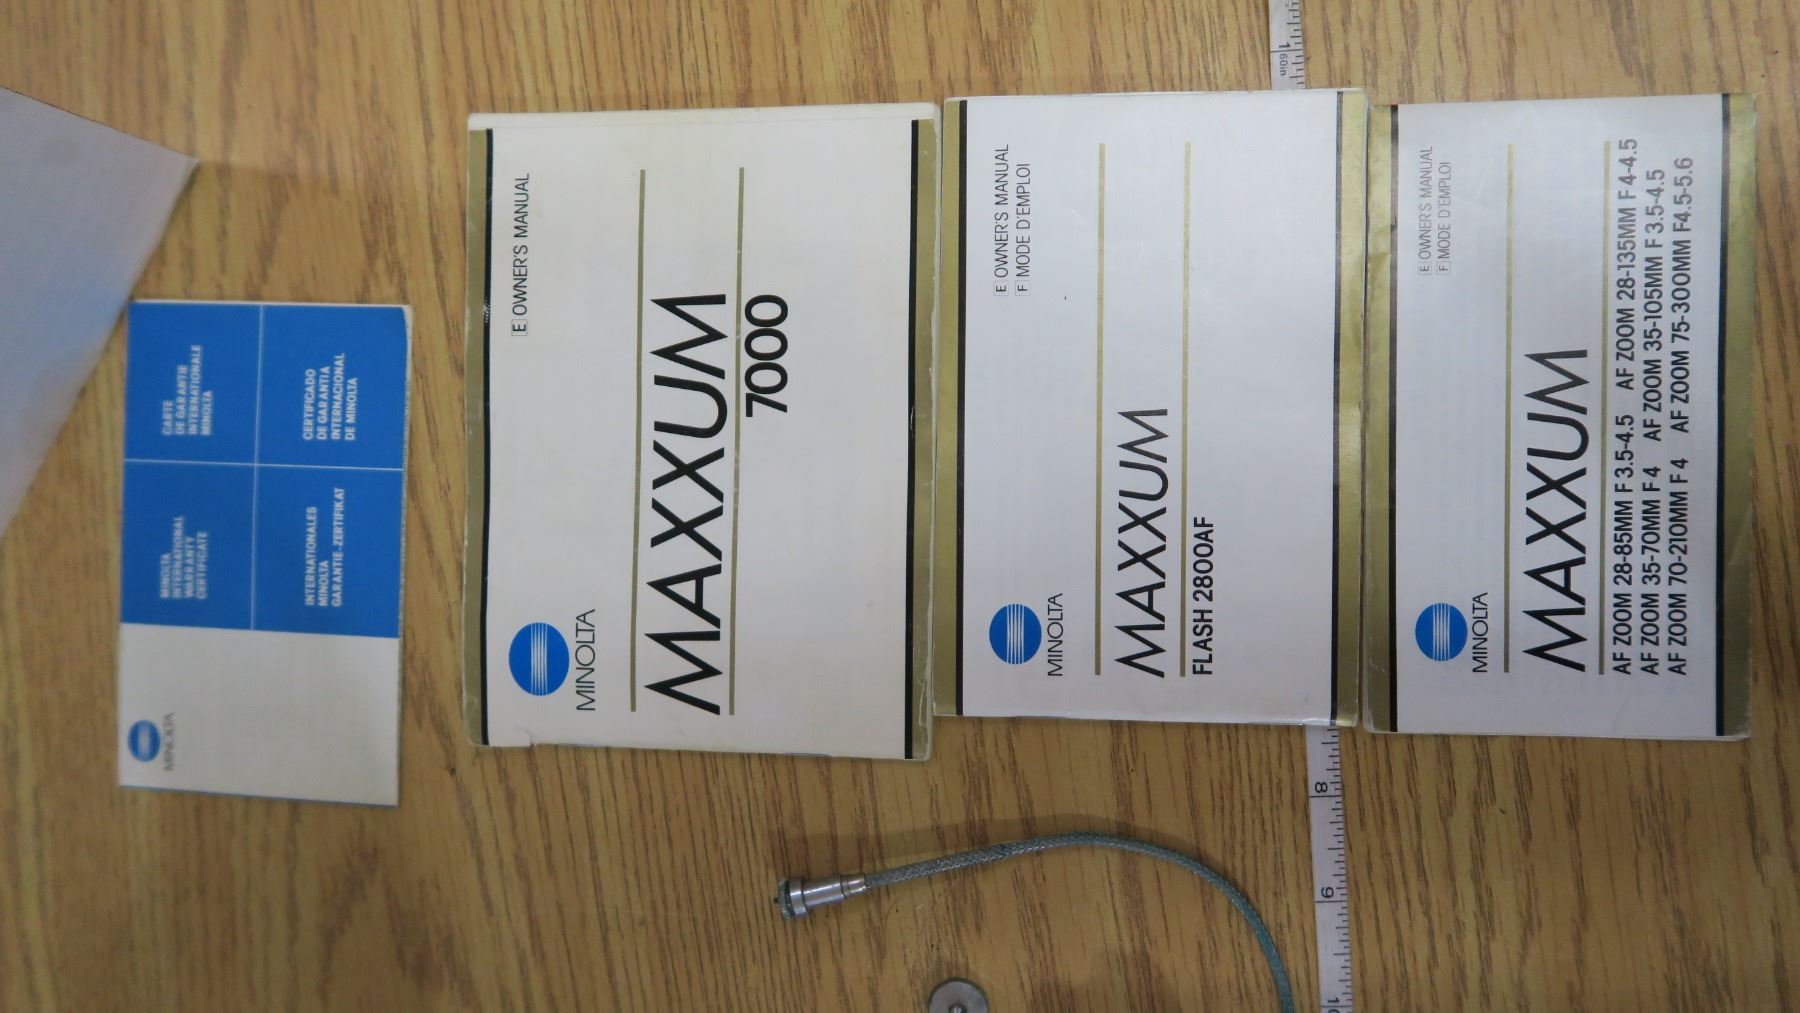 MINOLTA
MINOLTA
INTERNATIONAL
WARRANTY
CERTIFICATE
CARTE
DE GARANTIE
INTERNATIONALE
MINOLTA
INTERNATIONALES
MINOLTA
GARANTIE-ZERTIFIKAT
CERTIFICADO
DE GARANTIA
INTERNACIONAL
DE MINOLTA
E OWNER'S MANUAL
MINOLTA
MAXXUM
7000
E OWNER'S MANUAL
F MODE D'EMPLOI
MINOLTA
MAXXUM
FLASH 2800AF
E OWNER'S MANUAL
F MODE D'EMPLOI
MINOLTA
MAXXUM
AF ZOOM 28-85MM F 3.5-4.5 AF ZOOM 28-135MM F 4-4.5
AF ZOOM 35-70MM F 4 AF ZOOM 35-105MM F 3.5-4.5
AF ZOOM 70-210MM F 4 AF ZOOM 75-300MM F4.5-5.6
60in
1
8
9